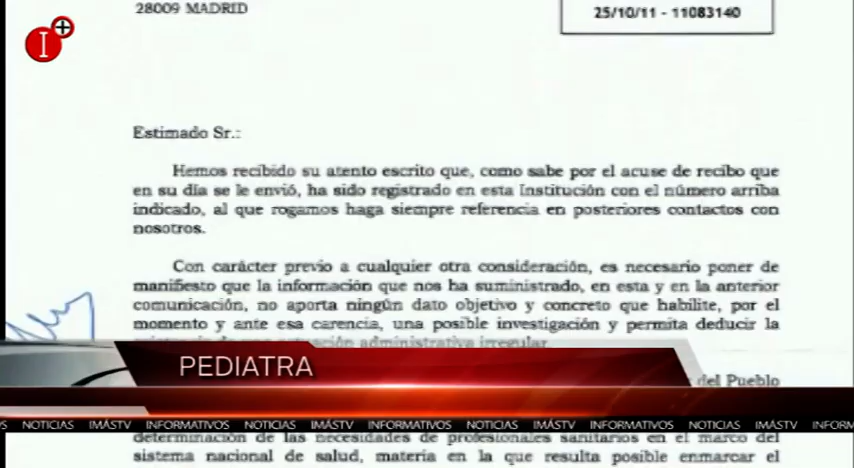 28009 MADRID
25/10/11 - 11083140
Estimado Sr.:
Hemos recibido su atento escrito que, como sabe por el acuse de recibo que
en su día se le envió, ha sido registrado en esta Institución con el número arriba
indicado, al que rogamos haga siempre referencia en posteriores contactos con
nosotros.
Con carácter previo a cualquier otra consideración, es necesario poner de
manifiesto que la información que nos ha suministrado, en esta y en la anterior
comunicación, no aporta ningún dato objetivo y concreto que habilite, por el
momento y ante esa carencia, una posible investigación y permita deducir la
administrativa irregular.
PEDIATRA
del Pueblo
NOTICIAS IMÁSTV INFORMATIVOS NOTICIAS IMÁSTV INFORMATIVOS NOTICIAS IMÁSTV INFORMATIVOS NOTICIAS IMÁSTV
determinación de las necesidades de profesionales sanitarios en el marco del
sistema nacional de salud, materia en la que resulta posible enmarcar el